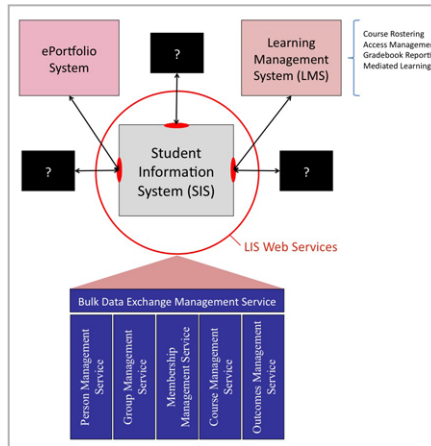 ePortfolio
System
?
Learning
Management
System (LMS)
Course Rostering
Access Management
Gradebook Reporti
Mediated Learning
?
Student
Information
System (SIS)
?
LIS Web Services
Bulk Data Exchange Management Service
Person Management
Service
Group Management
Service
Membership
Management Service
Course Management
Service
Outcomes Management
Service